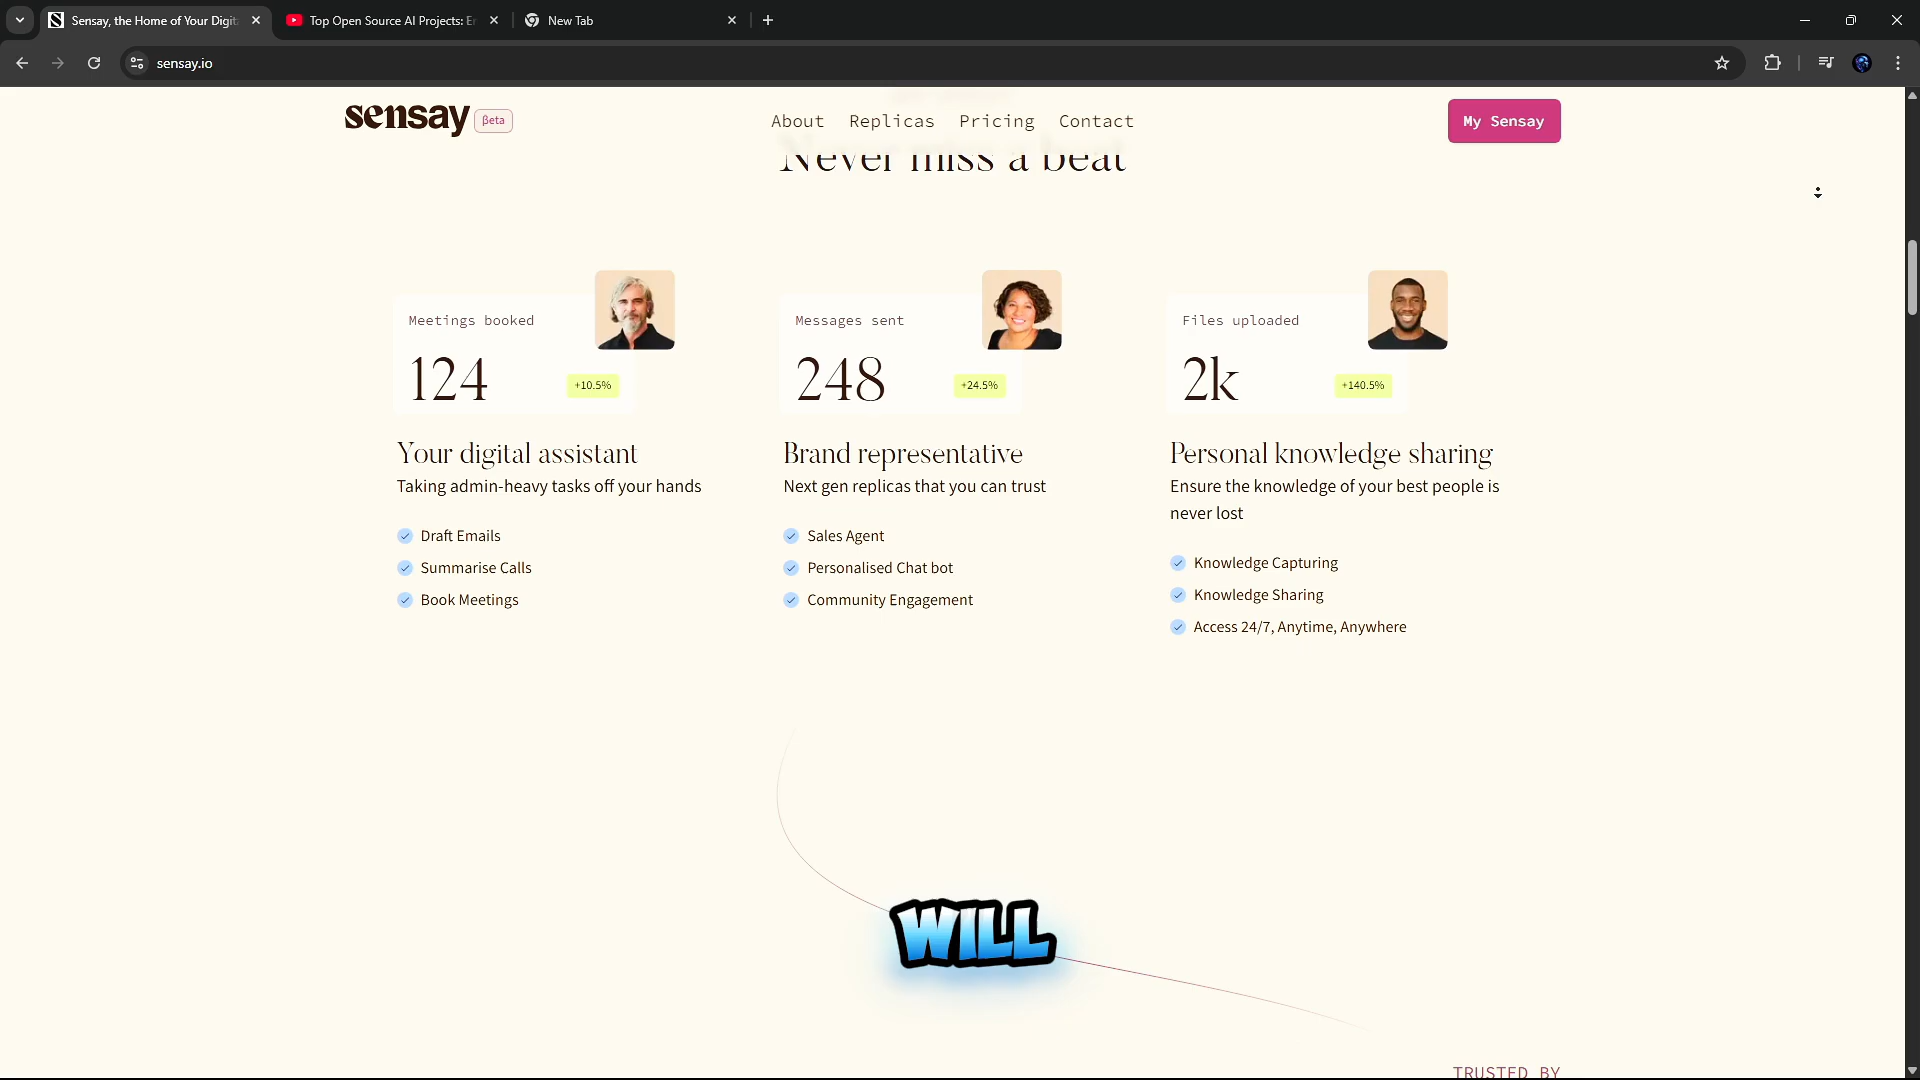 Sensay, the Home of Your Digit
Top Open Source AI Projects: E
New Tab
sensay.io
sensay
βeta
About
Replicas
Pricing
Contact
My Sensay
Never miss a beat
Meetings booked
124
+10.5%
Your digital assistant
Taking admin-heavy tasks off your hands
Draft Emails
Summarise Calls
Book Meetings
Messages sent
248
+24.5%
Brand representative
Next gen replicas that you can trust
Sales Agent
Personalised Chat bot
Community Engagement
Files uploaded
2k
+140.5%
Personal knowledge sharing
Ensure the knowledge of your best people is
never lost
Knowledge Capturing
Knowledge Sharing
Access 24/7, Anytime, Anywhere
WILL
TRUSTED BY